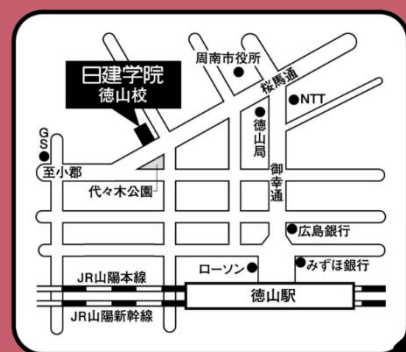 周南市役所
桜馬通
日建学院
徳山校
NTT
徳山局
GS
至小郡
御幸通
代々木公園
広島銀行
ローソン
みずほ銀行
JR山陽本線
徳山駅
JR山陽新幹線